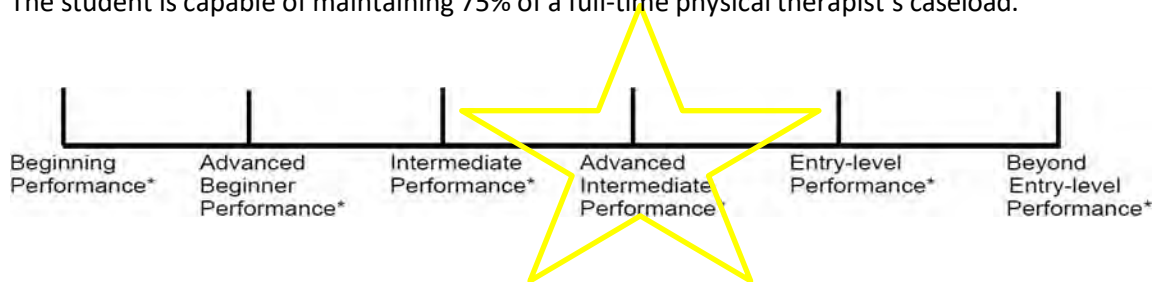 The student is capable of maintaining 75% of a full-time physical therapist's caseload.
Beginning Performance*
Advanced Beginner Performance*
Intermediate Performance*
Advanced Intermediate Performance*
Entry-level Performance*
Beyond Entry-level Performance*